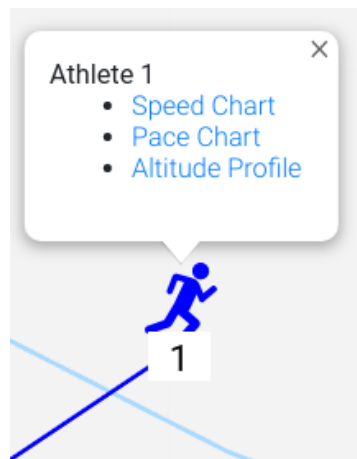 Athlete 1
Speed Chart
Pace Chart
Altitude Profile
1